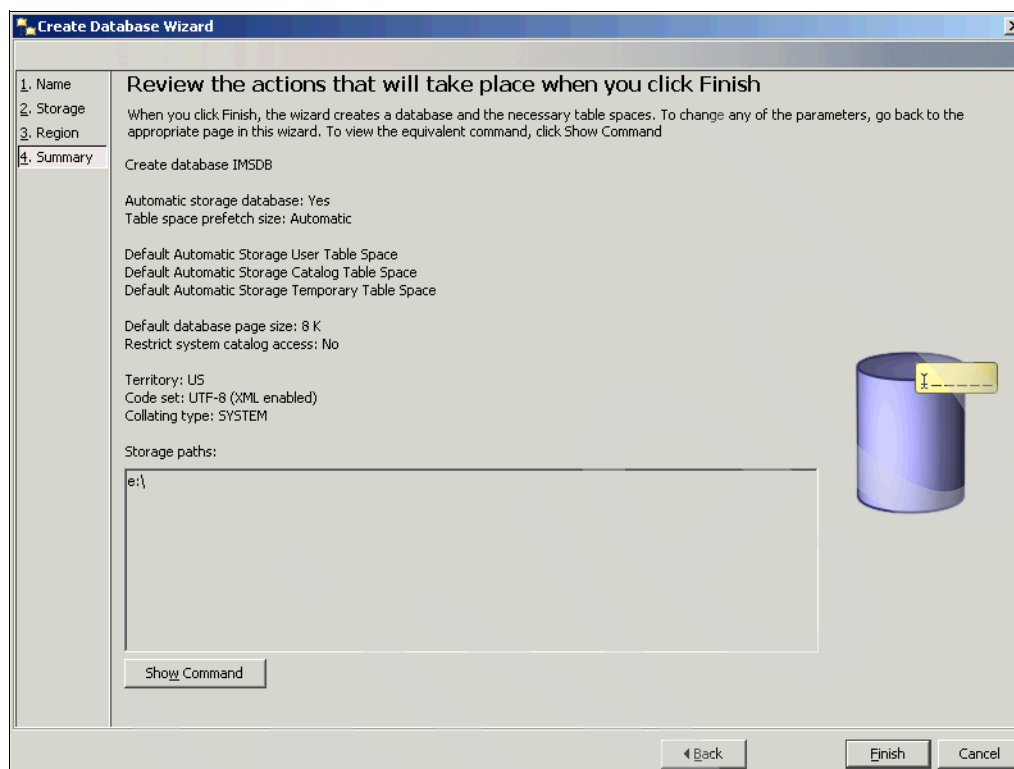 Create Database Wizard
1. Name
2. Storage
3. Region
4. Summary
Review the actions that will take place when you click Finish
When you click Finish, the wizard creates a database and the necessary table spaces. To change any of the parameters, go back to the
appropriate page in this wizard. To view the equivalent command, click Show Command
Create database IMSDB
Automatic storage database: Yes
Table space prefetch size: Automatic
Default Automatic Storage User Table Space
Default Automatic Storage Catalog Table Space
Default Automatic Storage Temporary Table Space
Default database page size: 8 K
Restrict system catalog access: No
Territory: US
Code set: UTF-8 (XML enabled)
Collating type: SYSTEM
Storage paths:
e:\
Show Command
Back
Finish
Cancel